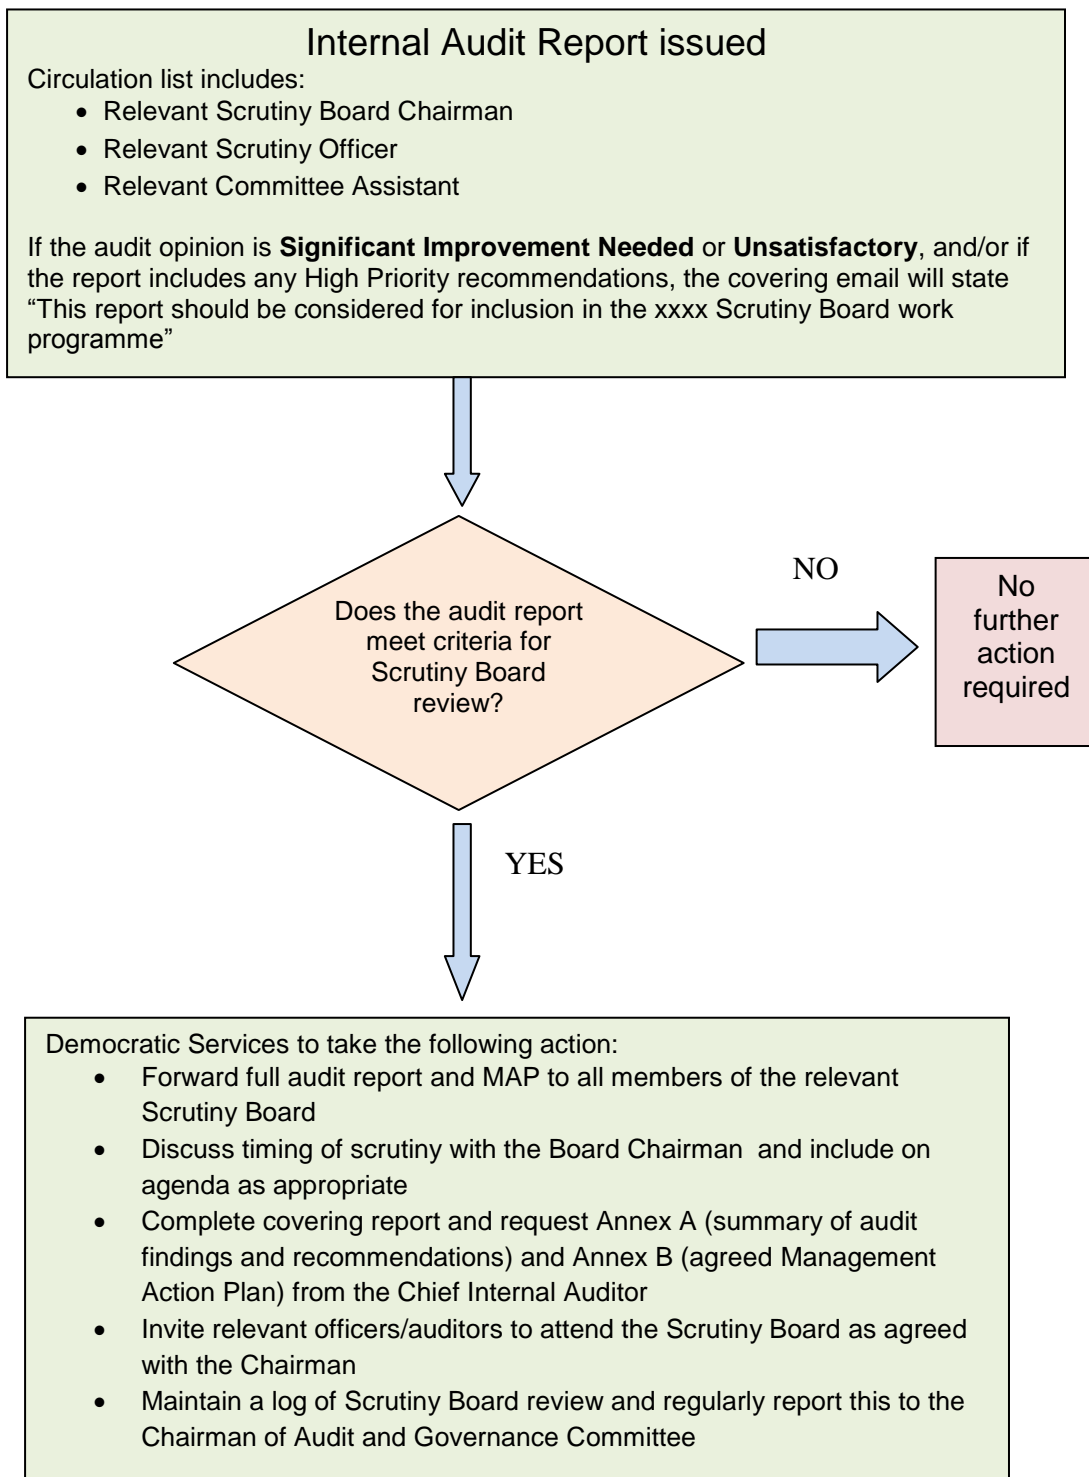 Internal Audit Report issued
Circulation list includes:
• Relevant Scrutiny Board Chairman
• Relevant Scrutiny Officer
• Relevant Committee Assistant
If the audit opinion is Significant Improvement Needed or Unsatisfactory, and/or if
the report includes any High Priority recommendations, the covering email will state
“This report should be considered for inclusion in the xxxx Scrutiny Board work
programme”
Does the audit report
meet criteria for
Scrutiny Board
review?
NO
No
further
action
required
YES
Democratic Services to take the following action:
• Forward full audit report and MAP to all members of the relevant
Scrutiny Board
• Discuss timing of scrutiny with the Board Chairman and include on
agenda as appropriate
• Complete covering report and request Annex A (summary of audit
findings and recommendations) and Annex B (agreed Management
Action Plan) from the Chief Internal Auditor
• Invite relevant officers/auditors to attend the Scrutiny Board as agreed
with the Chairman
• Maintain a log of Scrutiny Board review and regularly report this to the
Chairman of Audit and Governance Committee